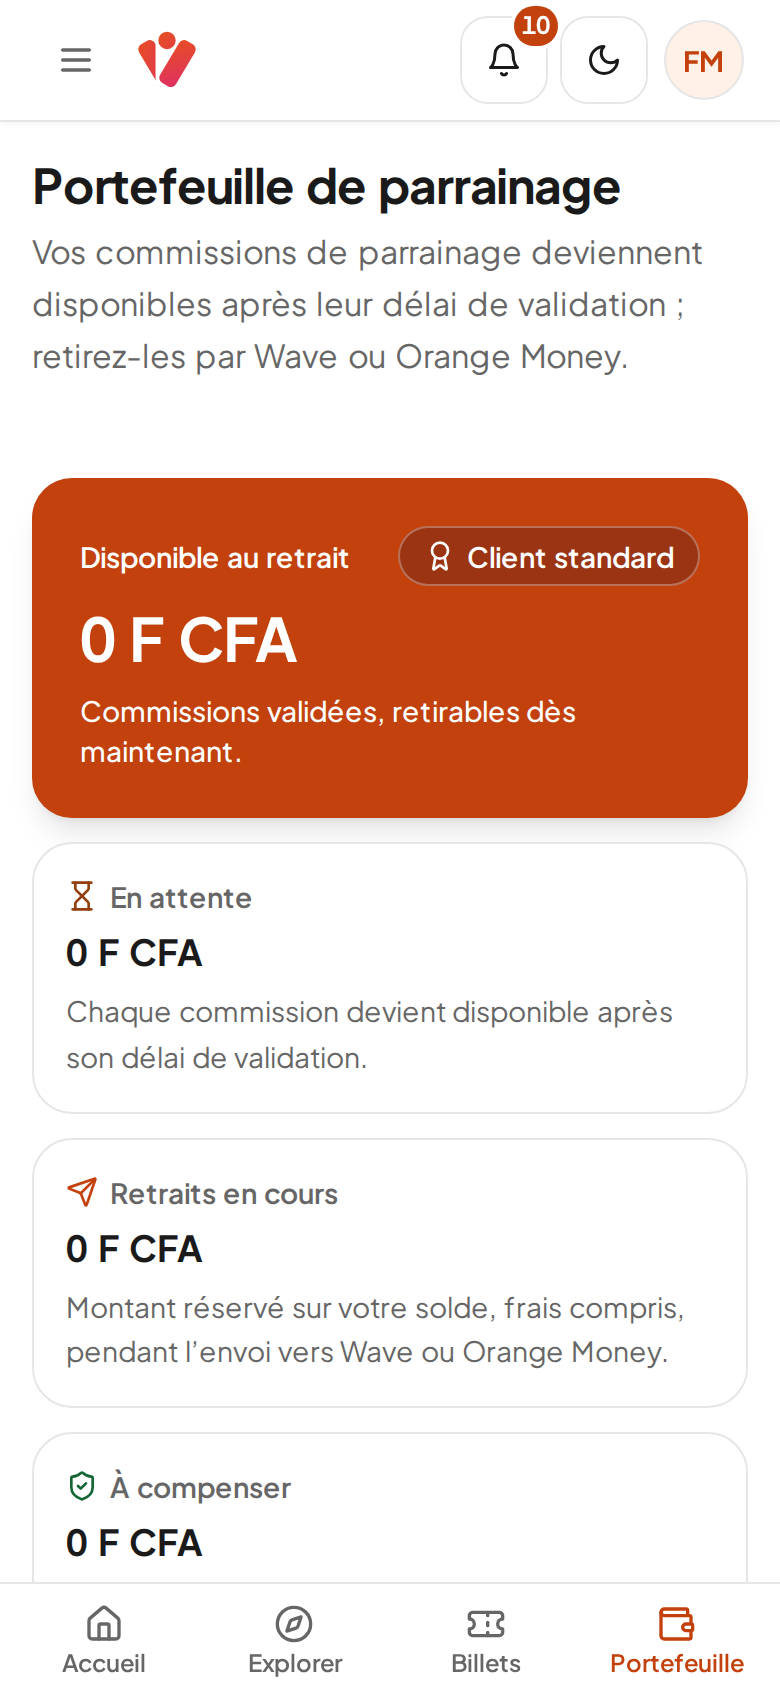 10
FM
Portefeuille de parrainage
Vos commissions de parrainage deviennent
disponibles après leur délai de validation ;
retirez-les par Wave ou Orange Money.
Disponible au retrait
Client standard
0 F CFA
Commissions validées, retirables dès
maintenant.
En attente
0 F CFA
Chaque commission devient disponible après
son délai de validation.
Retraits en cours
0 F CFA
Montant réservé sur votre solde, frais compris,
pendant l’envoi vers Wave ou Orange Money.
À compenser
0 F CFA
Accueil
Explorer
Billets
Portefeuille